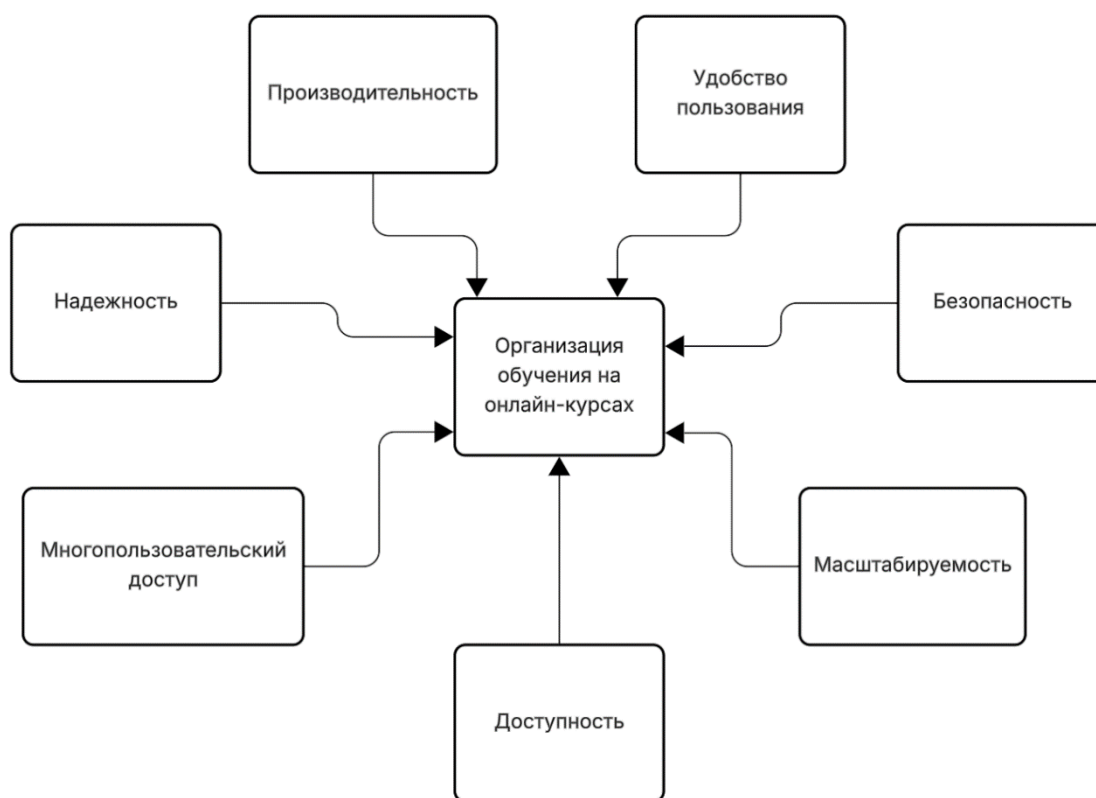 Производительность
Удобство
пользования
Надежность
Безопасность
Организация
обучения на
онлайн-курсах
Многопользовательский
доступ
Масштабируемость
Доступность